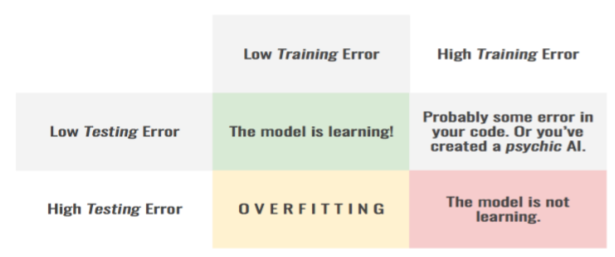 Low Training Error
High Training Error
Low Testing Error
The model is learning!
Probably some error in
your code. Or you've
created a psychic AI.
High Testing Error
OVERFITTING
The model is not
learning.